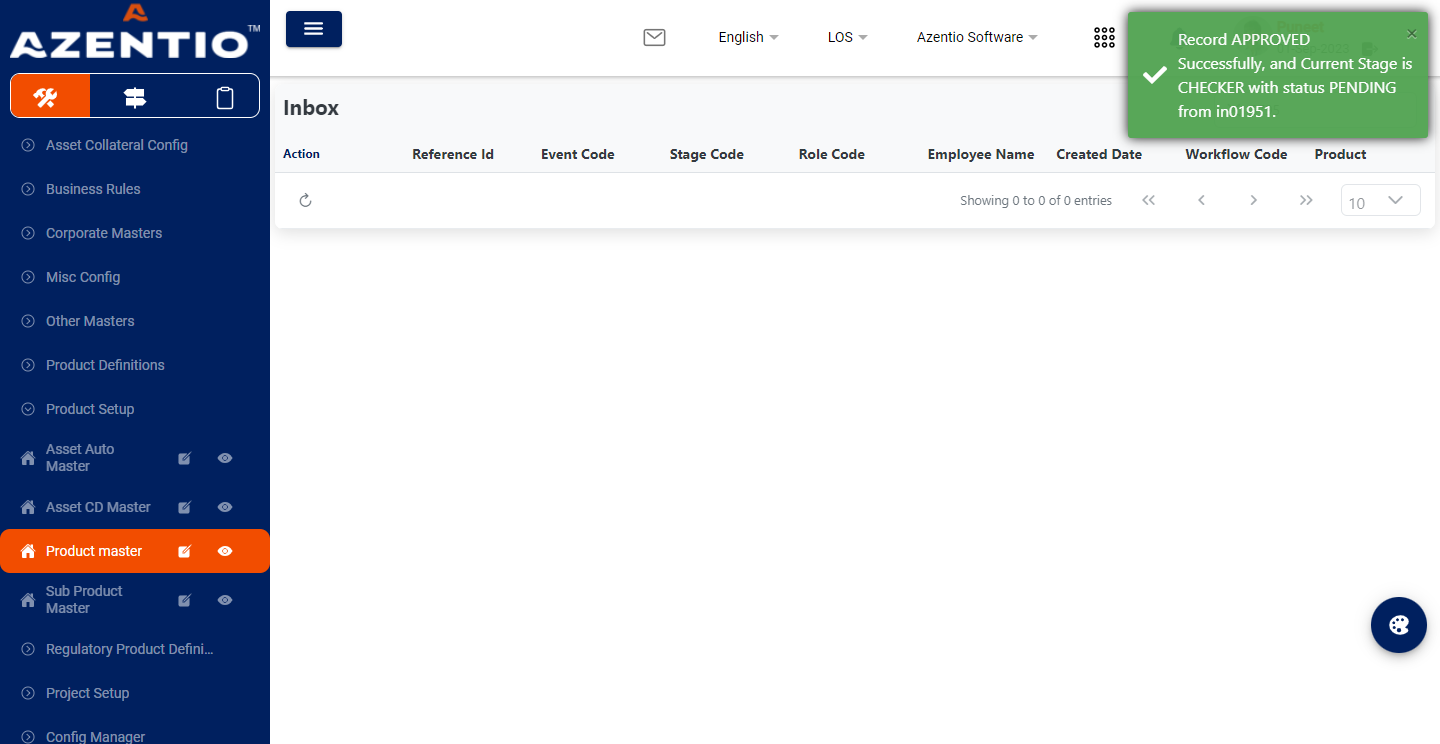 AZENTIO™
English
LOS
Azentio Software
Record APPROVED
Successfully, and Current Stage is
CHECKER with status PENDING
from in01951.
×
Asset Collateral Config
Business Rules
Corporate Masters
Misc Config
Other Masters
Product Definitions
Product Setup
Asset Auto
Master
Asset CD Master
Product master
Sub Product
Master
Regulatory Product Defini...
Project Setup
Config Manager
Inbox
Action Reference Id Event Code Stage Code Role Code Employee Name Created Date Workflow Code Product
Showing 0 to 0 of 0 entries
10